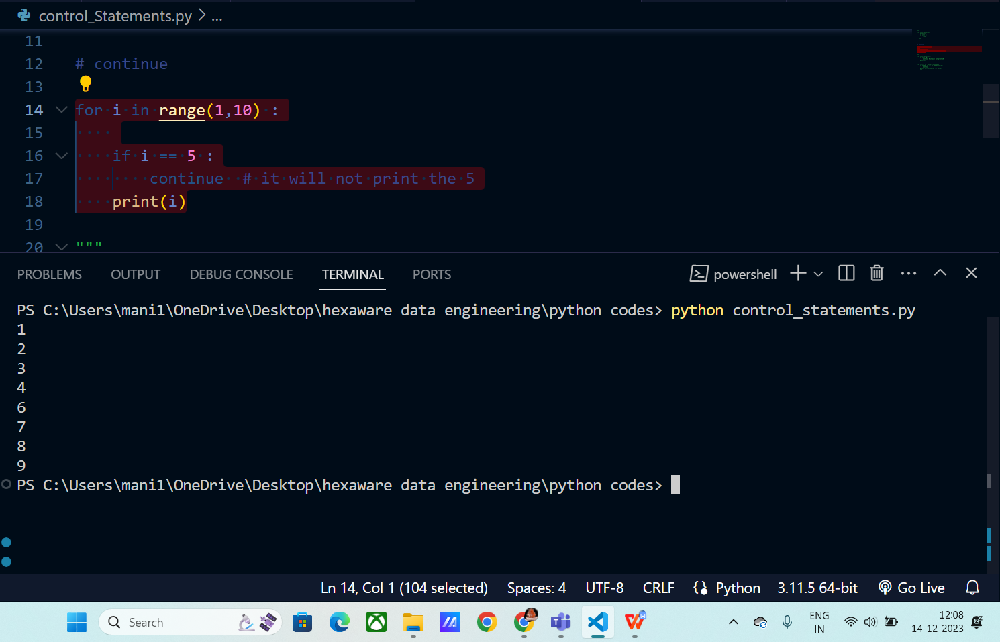 control_Statements.py > ...
11
12 # continue
13
14 for i in range(1,10) :
15
16 if i == 5 :
17 continue # it will not print the 5
18 print(i)
19
20 """
PROBLEMS OUTPUT DEBUG CONSOLE TERMINAL PORTS powershell
PS C:\Users\mani1\OneDrive\Desktop\hexaware data engineering\python codes> python control_statements.py
1
2
3
4
6
7
8
9
PS C:\Users\mani1\OneDrive\Desktop\hexaware data engineering\python codes>
Ln 14, Col 1 (104 selected) Spaces: 4 UTF-8 CRLF Python 3.11.5 64-bit Go Live
Search
ENG
IN
12:08
14-12-2023